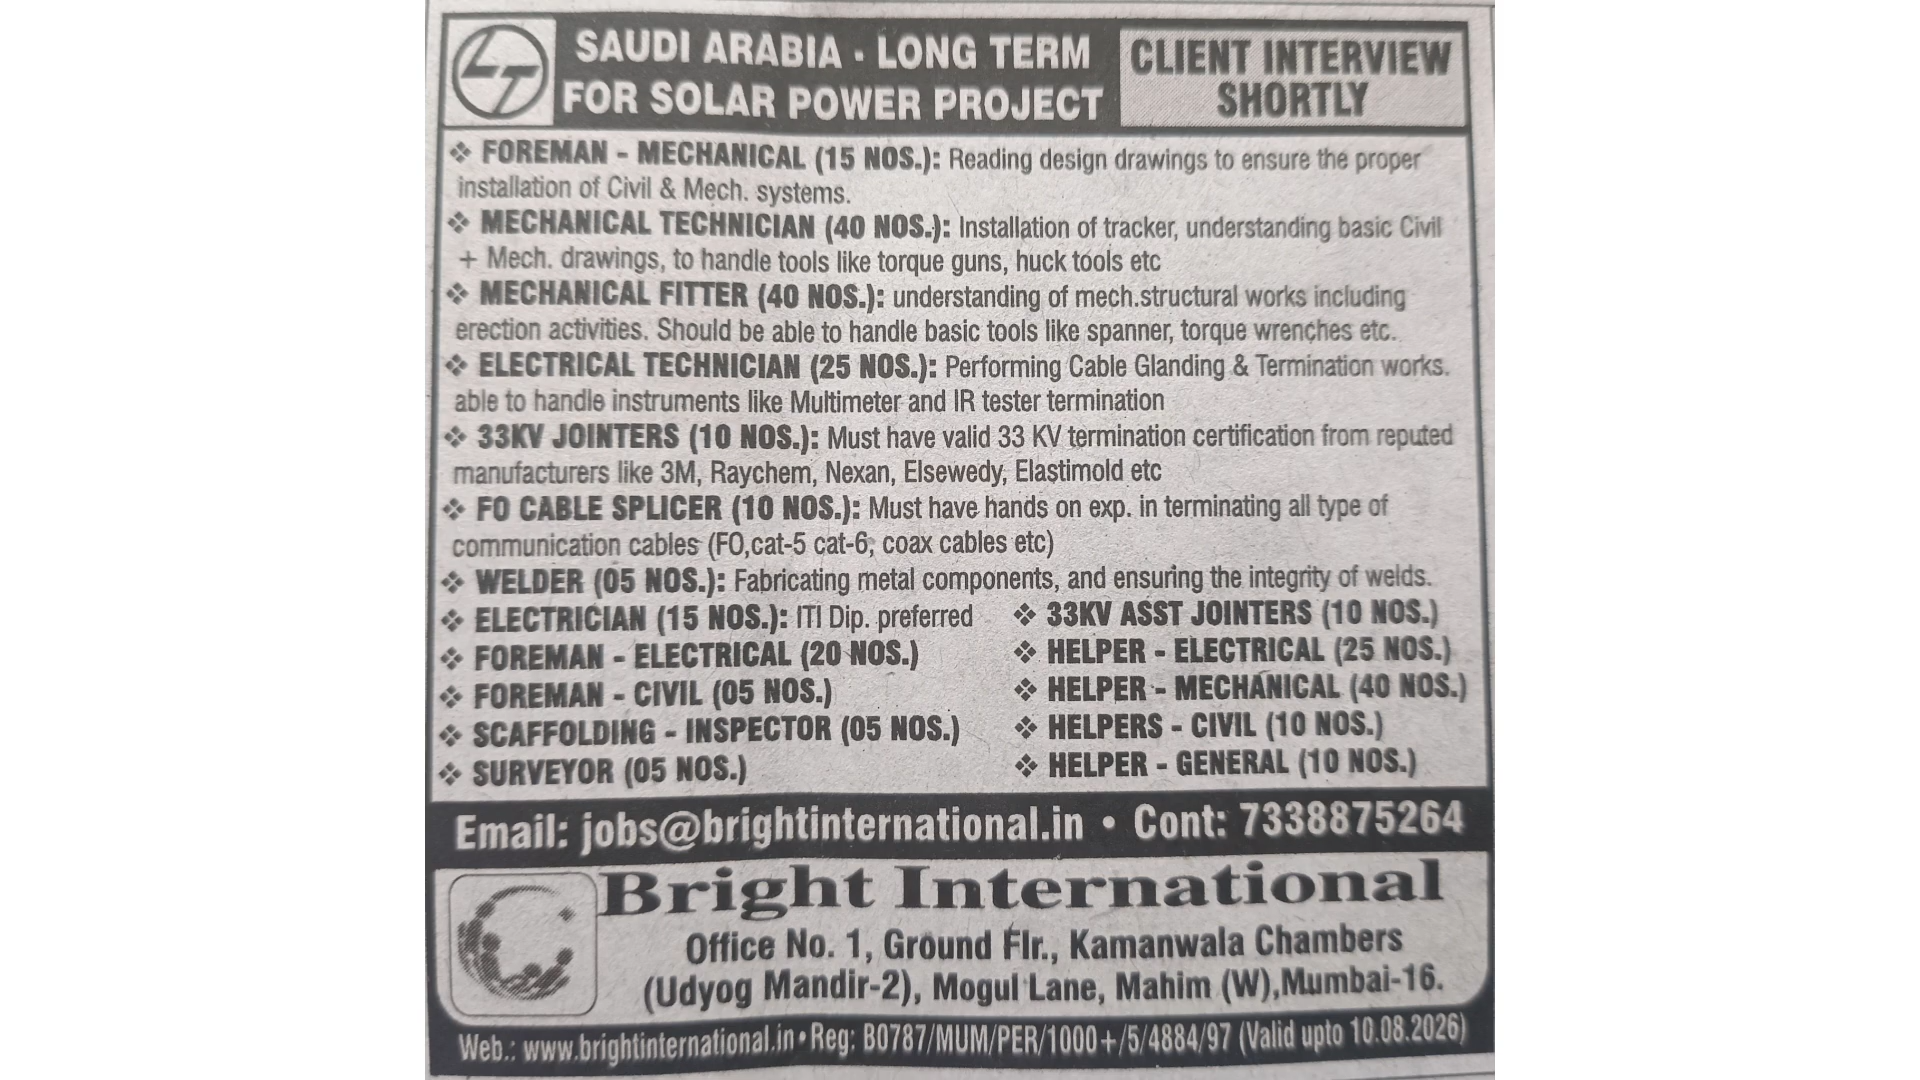 LT
SAUDI ARABIA - LONG TERM
FOR SOLAR POWER PROJECT
CLIENT INTERVIEW
SHORTLY
❖ FOREMAN - MECHANICAL (15 NOS.): Reading design drawings to ensure the proper
installation of Civil & Mech. systems.
❖ MECHANICAL TECHNICIAN (40 NOS.): Installation of tracker, understanding basic Civil
+ Mech. drawings, to handle tools like torque guns, huck tools etc
❖ MECHANICAL FITTER (40 NOS.): understanding of mech.structural works including
erection activities. Should be able to handle basic tools like spanner, torque wrenches etc.
❖ ELECTRICAL TECHNICIAN (25 NOS.): Performing Cable Glanding & Termination works.
able to handle instruments like Multimeter and IR tester termination
❖ 33KV JOINTERS (10 NOS.): Must have valid 33 KV termination certification from reputed
manufacturers like 3M, Raychem, Nexan, Elsewedy, Elastimold etc
❖ FO CABLE SPLICER (10 NOS.): Must have hands on exp. in terminating all type of
communication cables (FO,cat-5 cat-6, coax cables etc)
❖ WELDER (05 NOS.): Fabricating metal components, and ensuring the integrity of welds.
❖ ELECTRICIAN (15 NOS.): ITI Dip. preferred
❖ FOREMAN - ELECTRICAL (20 NOS.)
❖ FOREMAN - CIVIL (05 NOS.)
❖ SCAFFOLDING - INSPECTOR (05 NOS.)
❖ SURVEYOR (05 NOS.)
❖ 33KV ASST JOINTERS (10 NOS.)
❖ HELPER - ELECTRICAL (25 NOS.)
❖ HELPER - MECHANICAL (40 NOS.)
❖ HELPERS - CIVIL (10 NOS.)
❖ HELPER - GENERAL (10 NOS.)
Email: jobs@brightinternational.in • Cont: 7338875264
Bright International
Office No. 1, Ground Flr., Kamanwala Chambers
(Udyog Mandir-2), Mogul Lane, Mahim (W),Mumbai-16.
Web.: www.brightinternational.in • Reg: B0787/MUM/PER/1000+/5/4884/97 (Valid upto 10.08.2026)